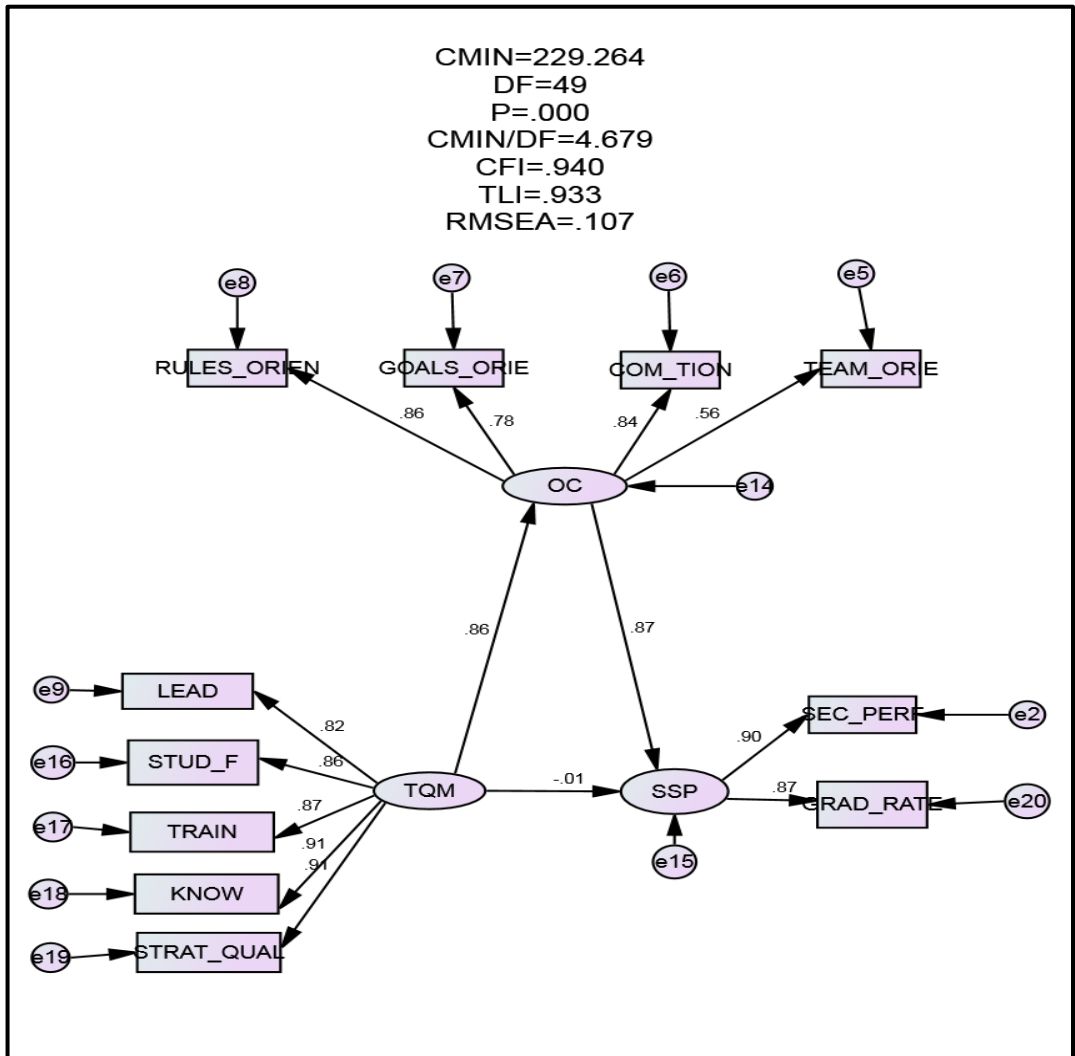 CMIN=229.264
DF=49
P=.000
CMIN/DF=4.679
CFI=.940
TLI=.933
RMSEA=.107
e8
e7
e6
e5
RULES_ORIEN
GOALS_ORIE
COM_TION
TEAM_ORIE
.86
.78
.84
.56
OC
e14
.86
.87
e9
LEAD
.82
SEC_PERF
e2
.90
e16
STUD_F
.86
TQM
-.01
SSP
.87
GRAD_RATE
e20
e17
TRAIN
.87
.91
e15
.91
e18
KNOW
e19
STRAT_QUAL